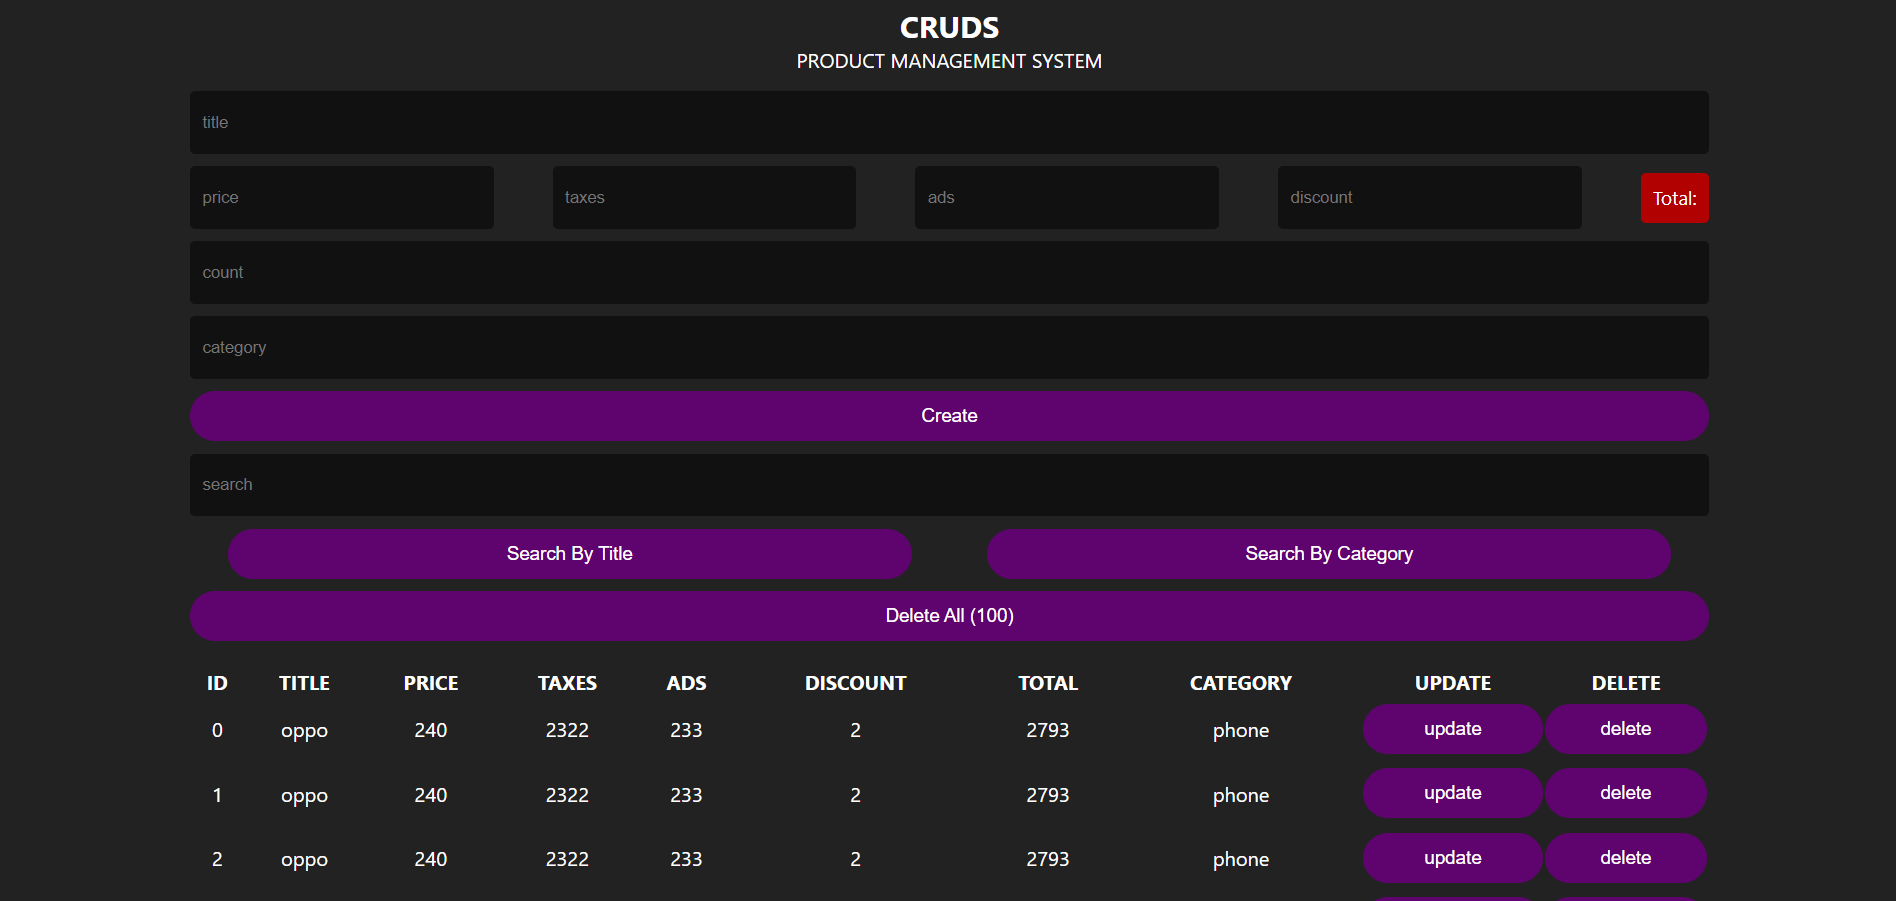 CRUDS
PRODUCT MANAGEMENT SYSTEM
title
price taxes ads discount Total:
count
category
Create
search
Search By Title Search By Category
Delete All (100)
ID TITLE PRICE TAXES ADS DISCOUNT TOTAL CATEGORY UPDATE DELETE
0 oppo 240 2322 233 2 2793 phone update delete
1 oppo 240 2322 233 2 2793 phone update delete
2 oppo 240 2322 233 2 2793 phone update delete